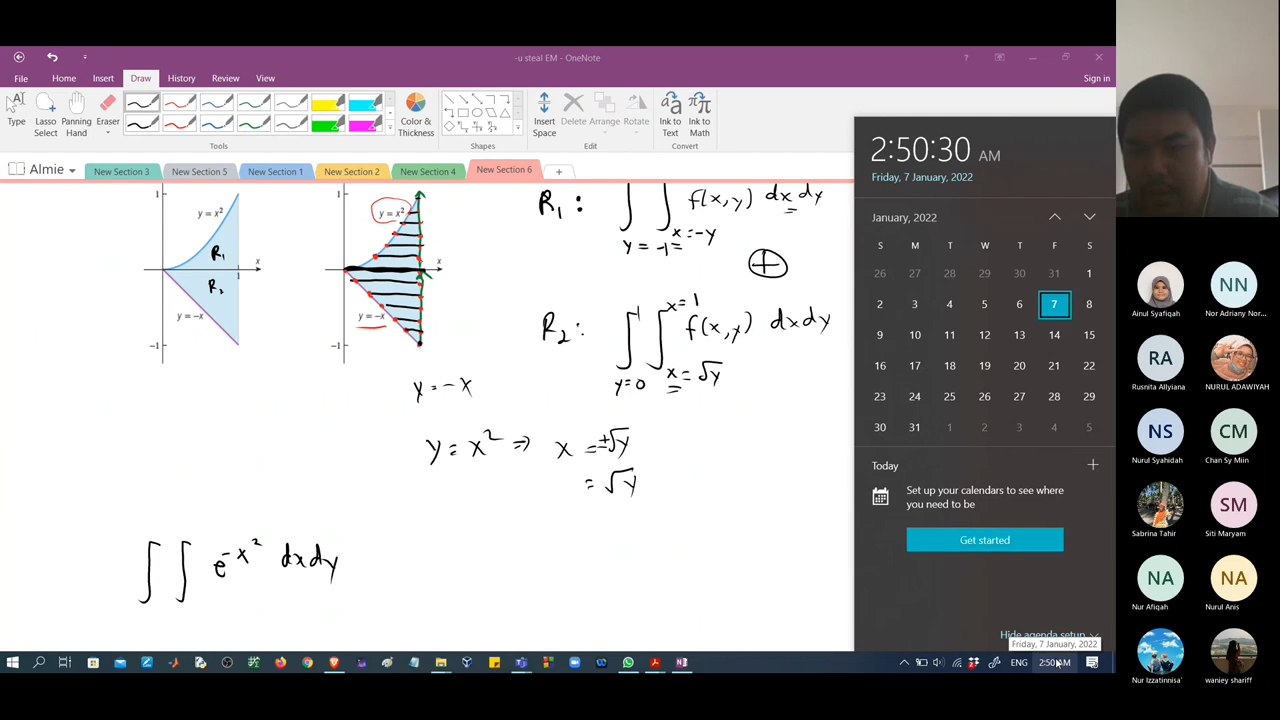 -u steal EM - OneNote
File Home Insert Draw History Review View Sign in
Type Lasso Select Panning Hand Eraser Color & Thickness Insert Space Delete Arrange Rotate Ink to Text Ink to Math
Tools Shapes Edit Convert
Almie New Section 3 New Section 5 New Section 1 New Section 2 New Section 4 New Section 6 +
1 y = x² R₁ x 1 R₂ y = −x −1
1 y = x² x y = −x −1
R₁ : ∫ ∫ f(x, y) dx dy
y = -1 x = -y
⊕
R₂ : ∫ ∫ f(x, y) dx dy
1 x = 1
y = 0 x = √y
y = -x
y = x² ⇒ x = ±√y
= √y
∫ ∫ e^-x² dx dy
2:50:30 AM
Friday, 7 January, 2022
January, 2022
S M T W T F S
26 27 28 29 30 31 1
2 3 4 5 6 7 8
9 10 11 12 13 14 15
16 17 18 19 20 21 22
23 24 25 26 27 28 29
30 31 1 2 3 4 5
Today
Set up your calendars to see where
you need to be
Get started
Hide agenda setup
Friday, 7 January, 2022
ENG 2:50 AM
Ainul Syafiqah
NN
Nor Adriany Nor...
RA
Rusnita Allyiana
NURUL ADAWIYAH
NS
Nurul Syahidah
CM
Chan Sy Miin
Sabrina Tahir
SM
Siti Maryam
NA
Nur Afiqah
NA
Nurul Anis
Nur Izzatinnisa'
waniey shariff